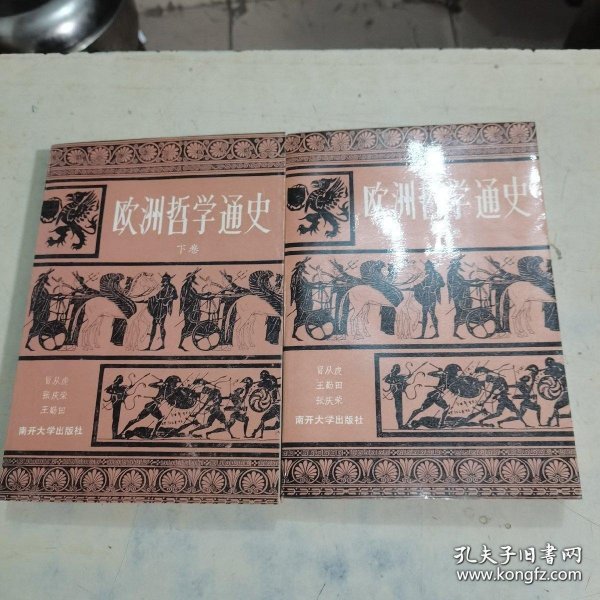 欧洲哲学通史
下卷
冒从虎
张庆荣
王勤田
南开大学出版社
欧洲哲学通史
冒从虎
王勤田
张庆荣
南开大学出版社
孔夫子旧书网
www.kongfz.com